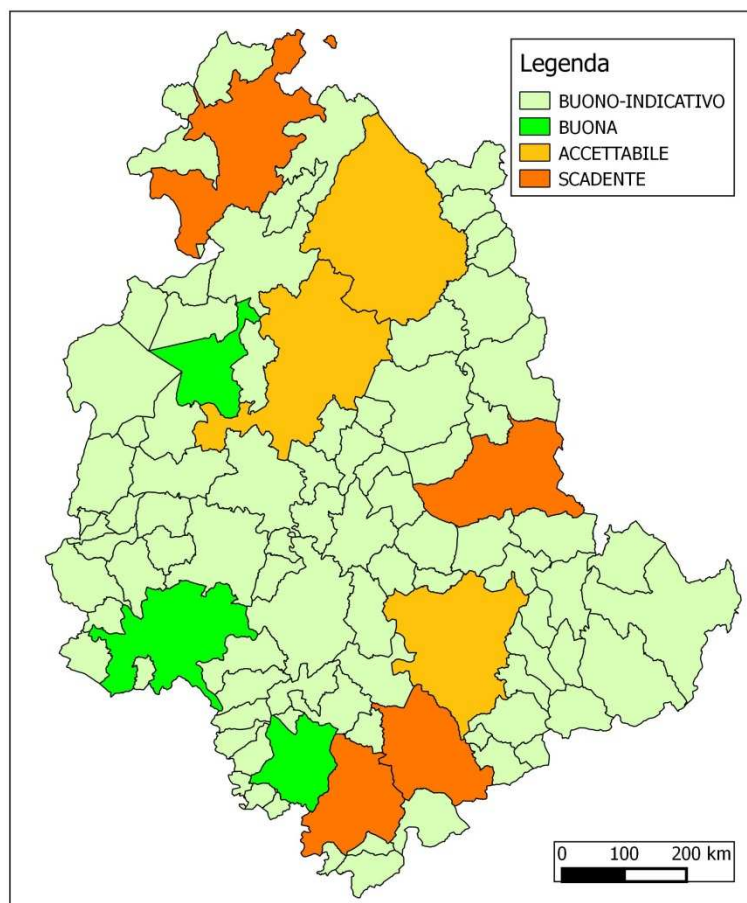 Legenda
BUONO-INDICATIVO
BUONA
ACCETTABILE
SCADENTE
0 100 200 km